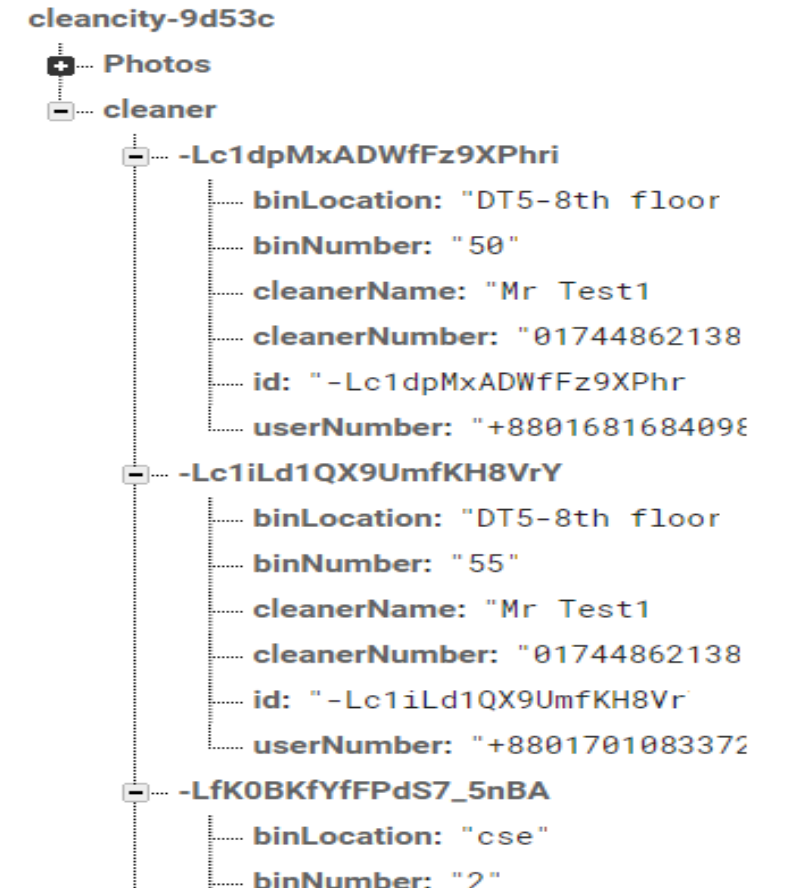 cleancity-9d53c
Photos
cleaner
-Lc1dpMxADWfFz9XPhri
binLocation: "DT5-8th floor
binNumber: "50"
cleanerName: "Mr Test1
cleanerNumber: "01744862138
id: "-Lc1dpMxADWfFz9XPhr
userNumber: "+8801681684098
-Lc1iLd1QX9UmfKH8VrY
binLocation: "DT5-8th floor
binNumber: "55"
cleanerName: "Mr Test1
cleanerNumber: "01744862138
id: "-Lc1iLd1QX9UmfKH8Vr
userNumber: "+8801701083372
-LfK0BKfYfFPdS7_5nBA
binLocation: "cse"
binNumber: "2"